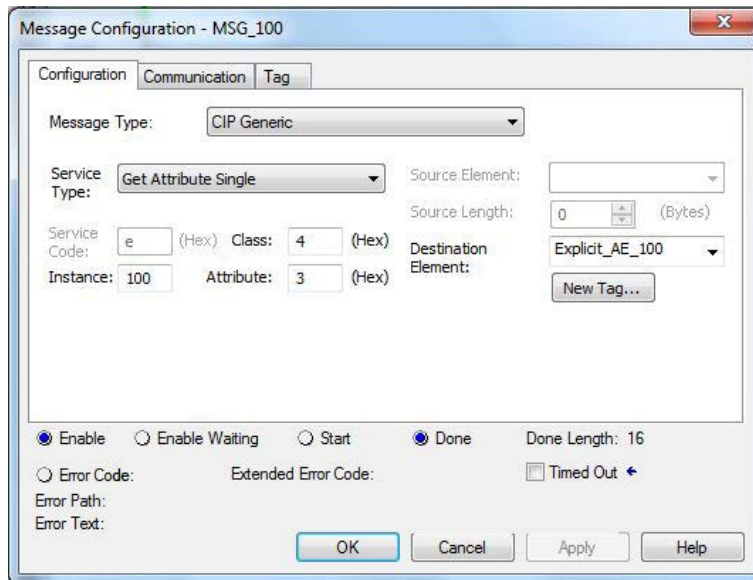 Message Configuration - MSG_100
Configuration Communication Tag
Message Type: CIP Generic
Service Type: Get Attribute Single Source Element:
Source Length: 0 (Bytes)
Service Code: e (Hex) Class: 4 (Hex) Destination Element: Explicit_AE_100
Instance: 100 Attribute: 3 (Hex) New Tag...
Enable Enable Waiting Start Done Done Length: 16
Error Code: Extended Error Code: Timed Out
Error Path:
Error Text:
OK Cancel Apply Help